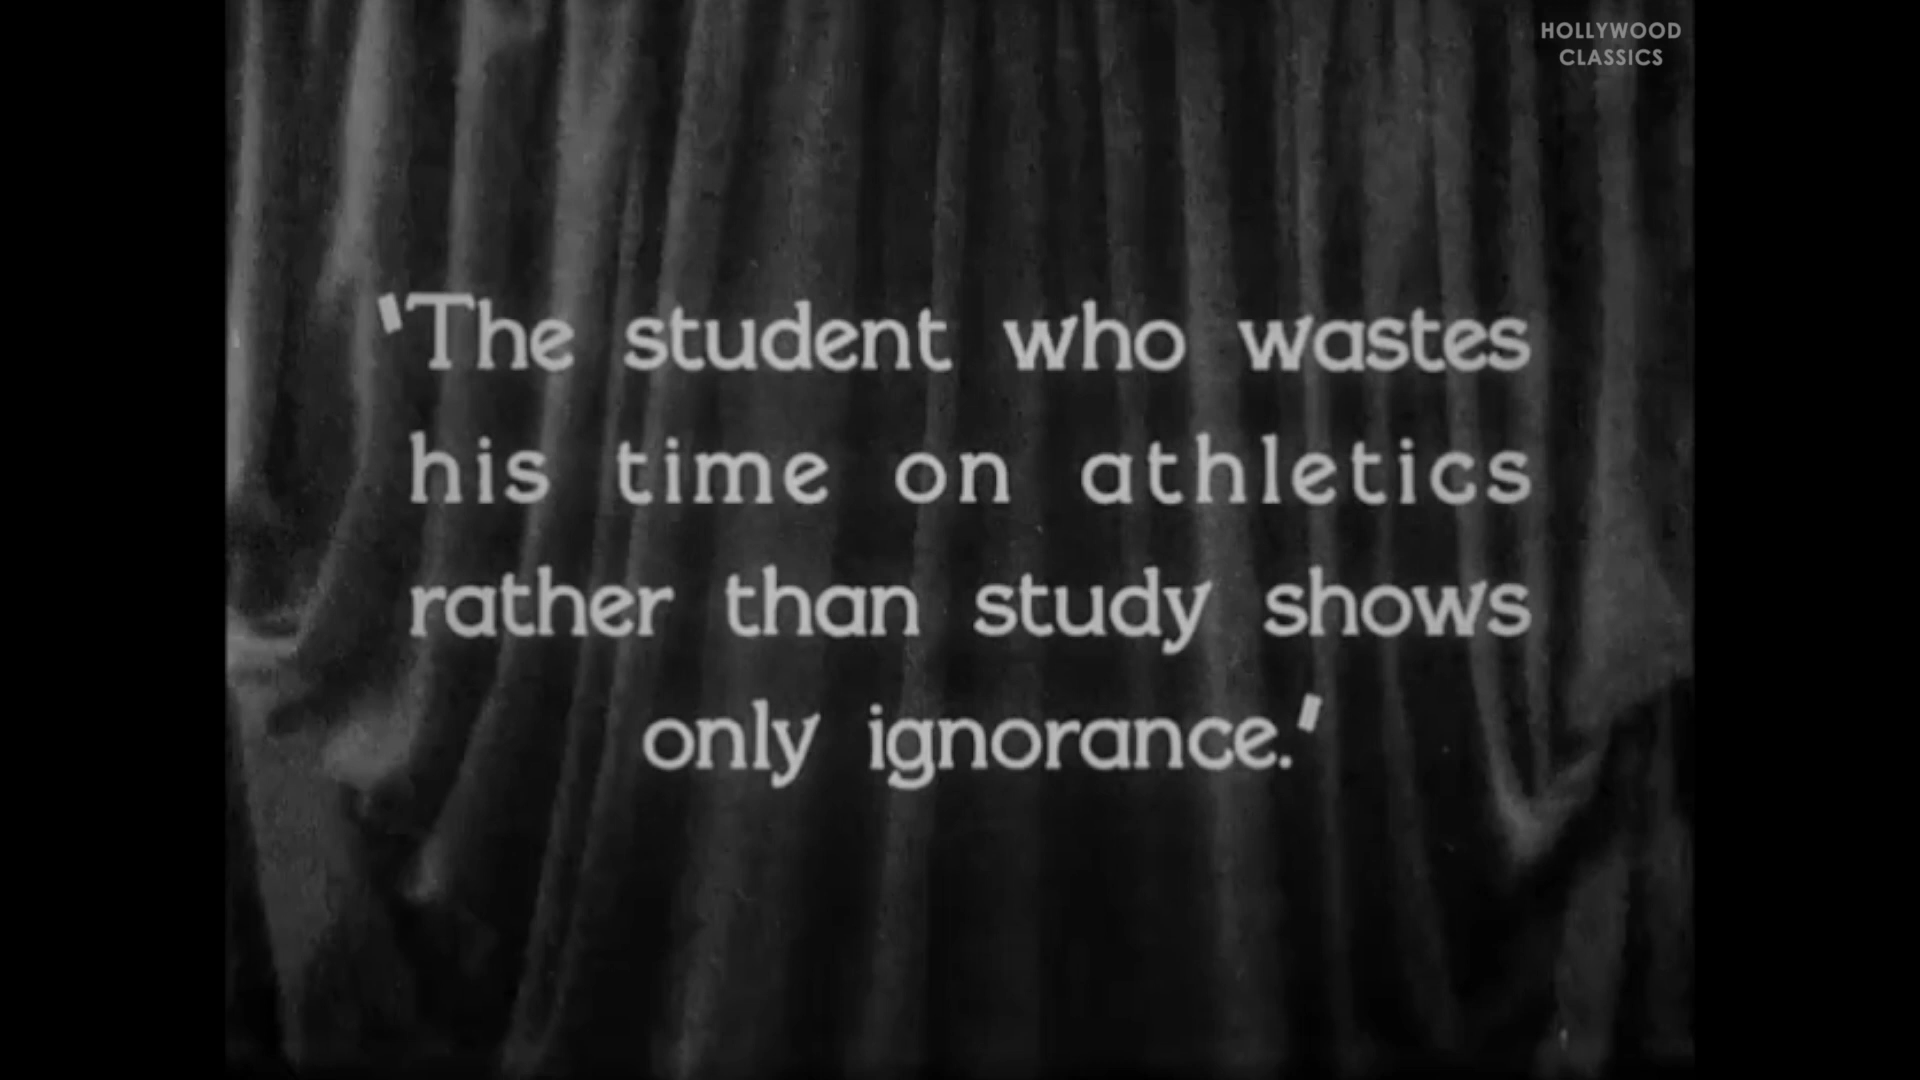 HOLLYWOOD
CLASSICS
"The student who wastes
his time on athletics
rather than study shows
only ignorance."